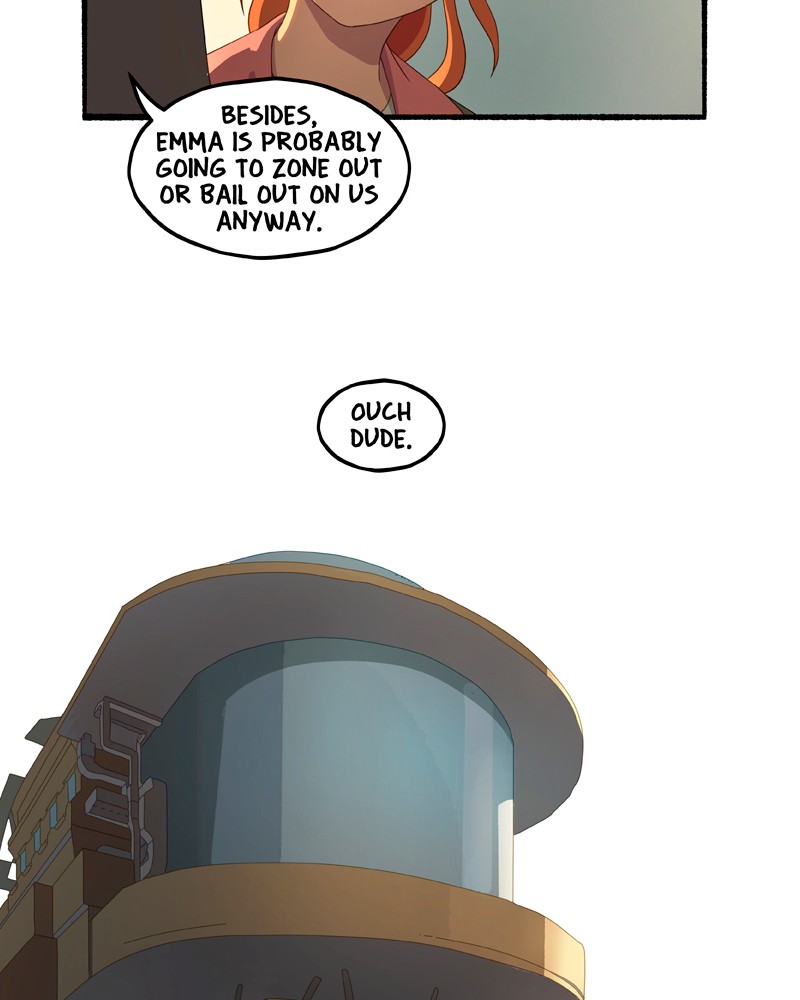 BESIDES,
EMMA IS PROBABLY
GOING TO ZONE OUT
OR BAIL OUT ON US
ANYWAY.
OUCH
DUDE.